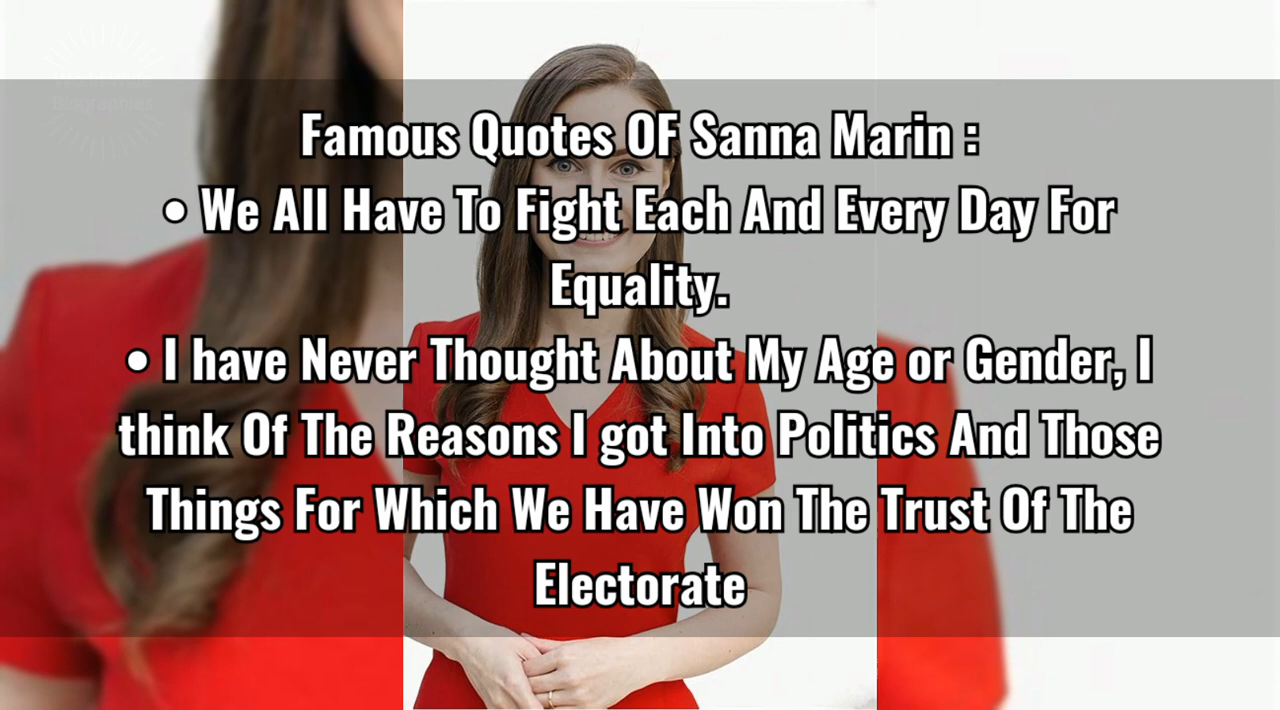 Famous Quotes OF Sanna Marin :
• We All Have To Fight Each And Every Day For
Equality.
• I have Never Thought About My Age or Gender, I
think Of The Reasons I got Into Politics And Those
Things For Which We Have Won The Trust Of The
Electorate